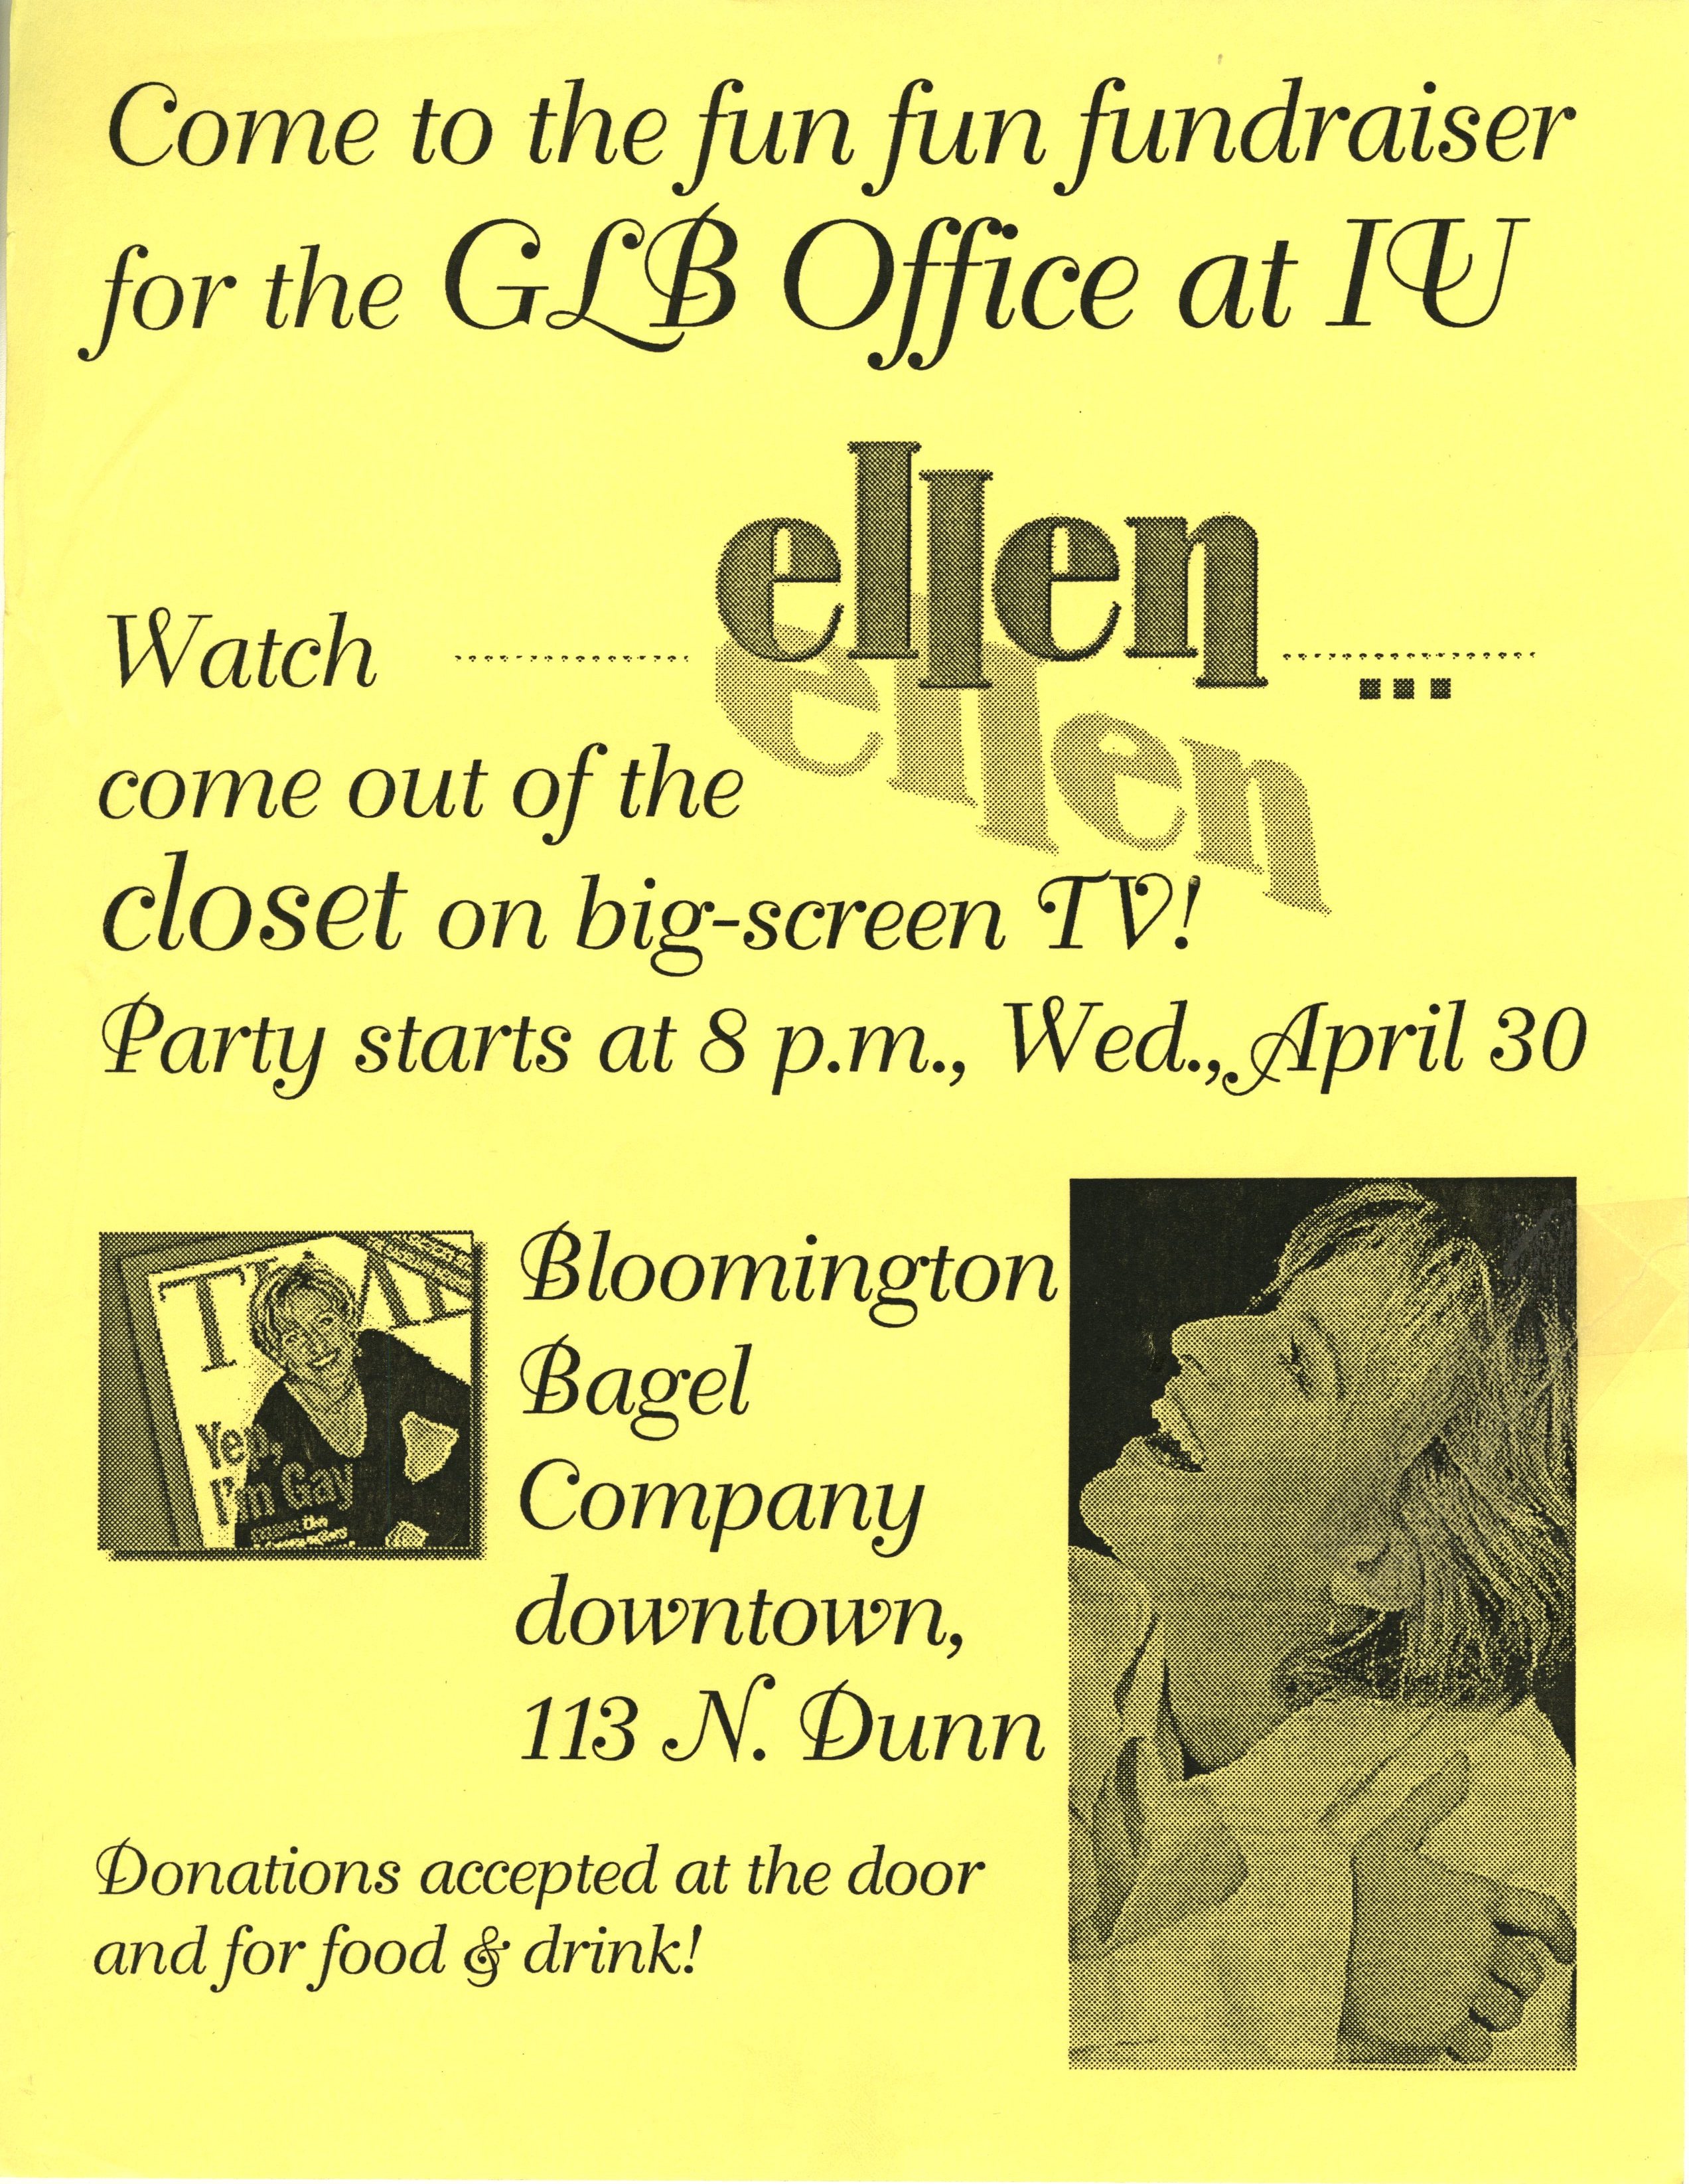 Come to the fun fun fundraiser
for the GLB Office at IU
ellen
Watch ...
ellen
come out of the
closet on big-screen TV!
Party starts at 8 p.m., Wed., April 30
Bloomington
Bagel
Company
downtown,
113 N. Dunn
TIM
Yep,
I'm Gay
Donations accepted at the door
and for food & drink!